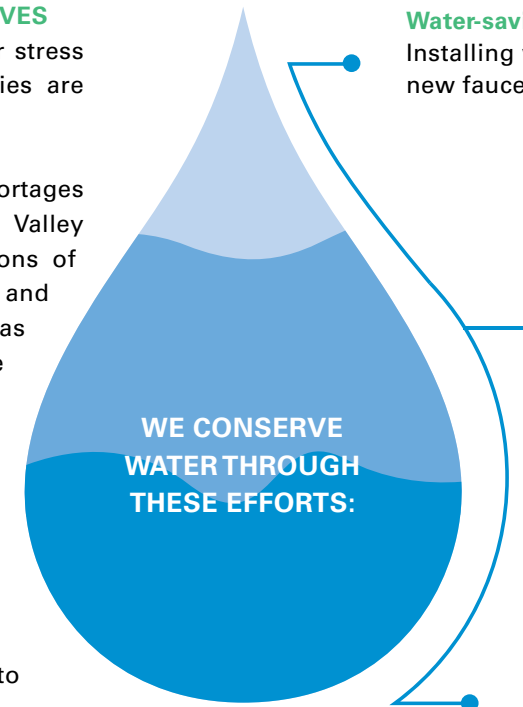 VES
r stress
ies are
ortages
Valley
ons of
and
as
e
to
WE CONSERVE
WATER THROUGH
THESE EFFORTS:
Water-sav
Installing
new fauce